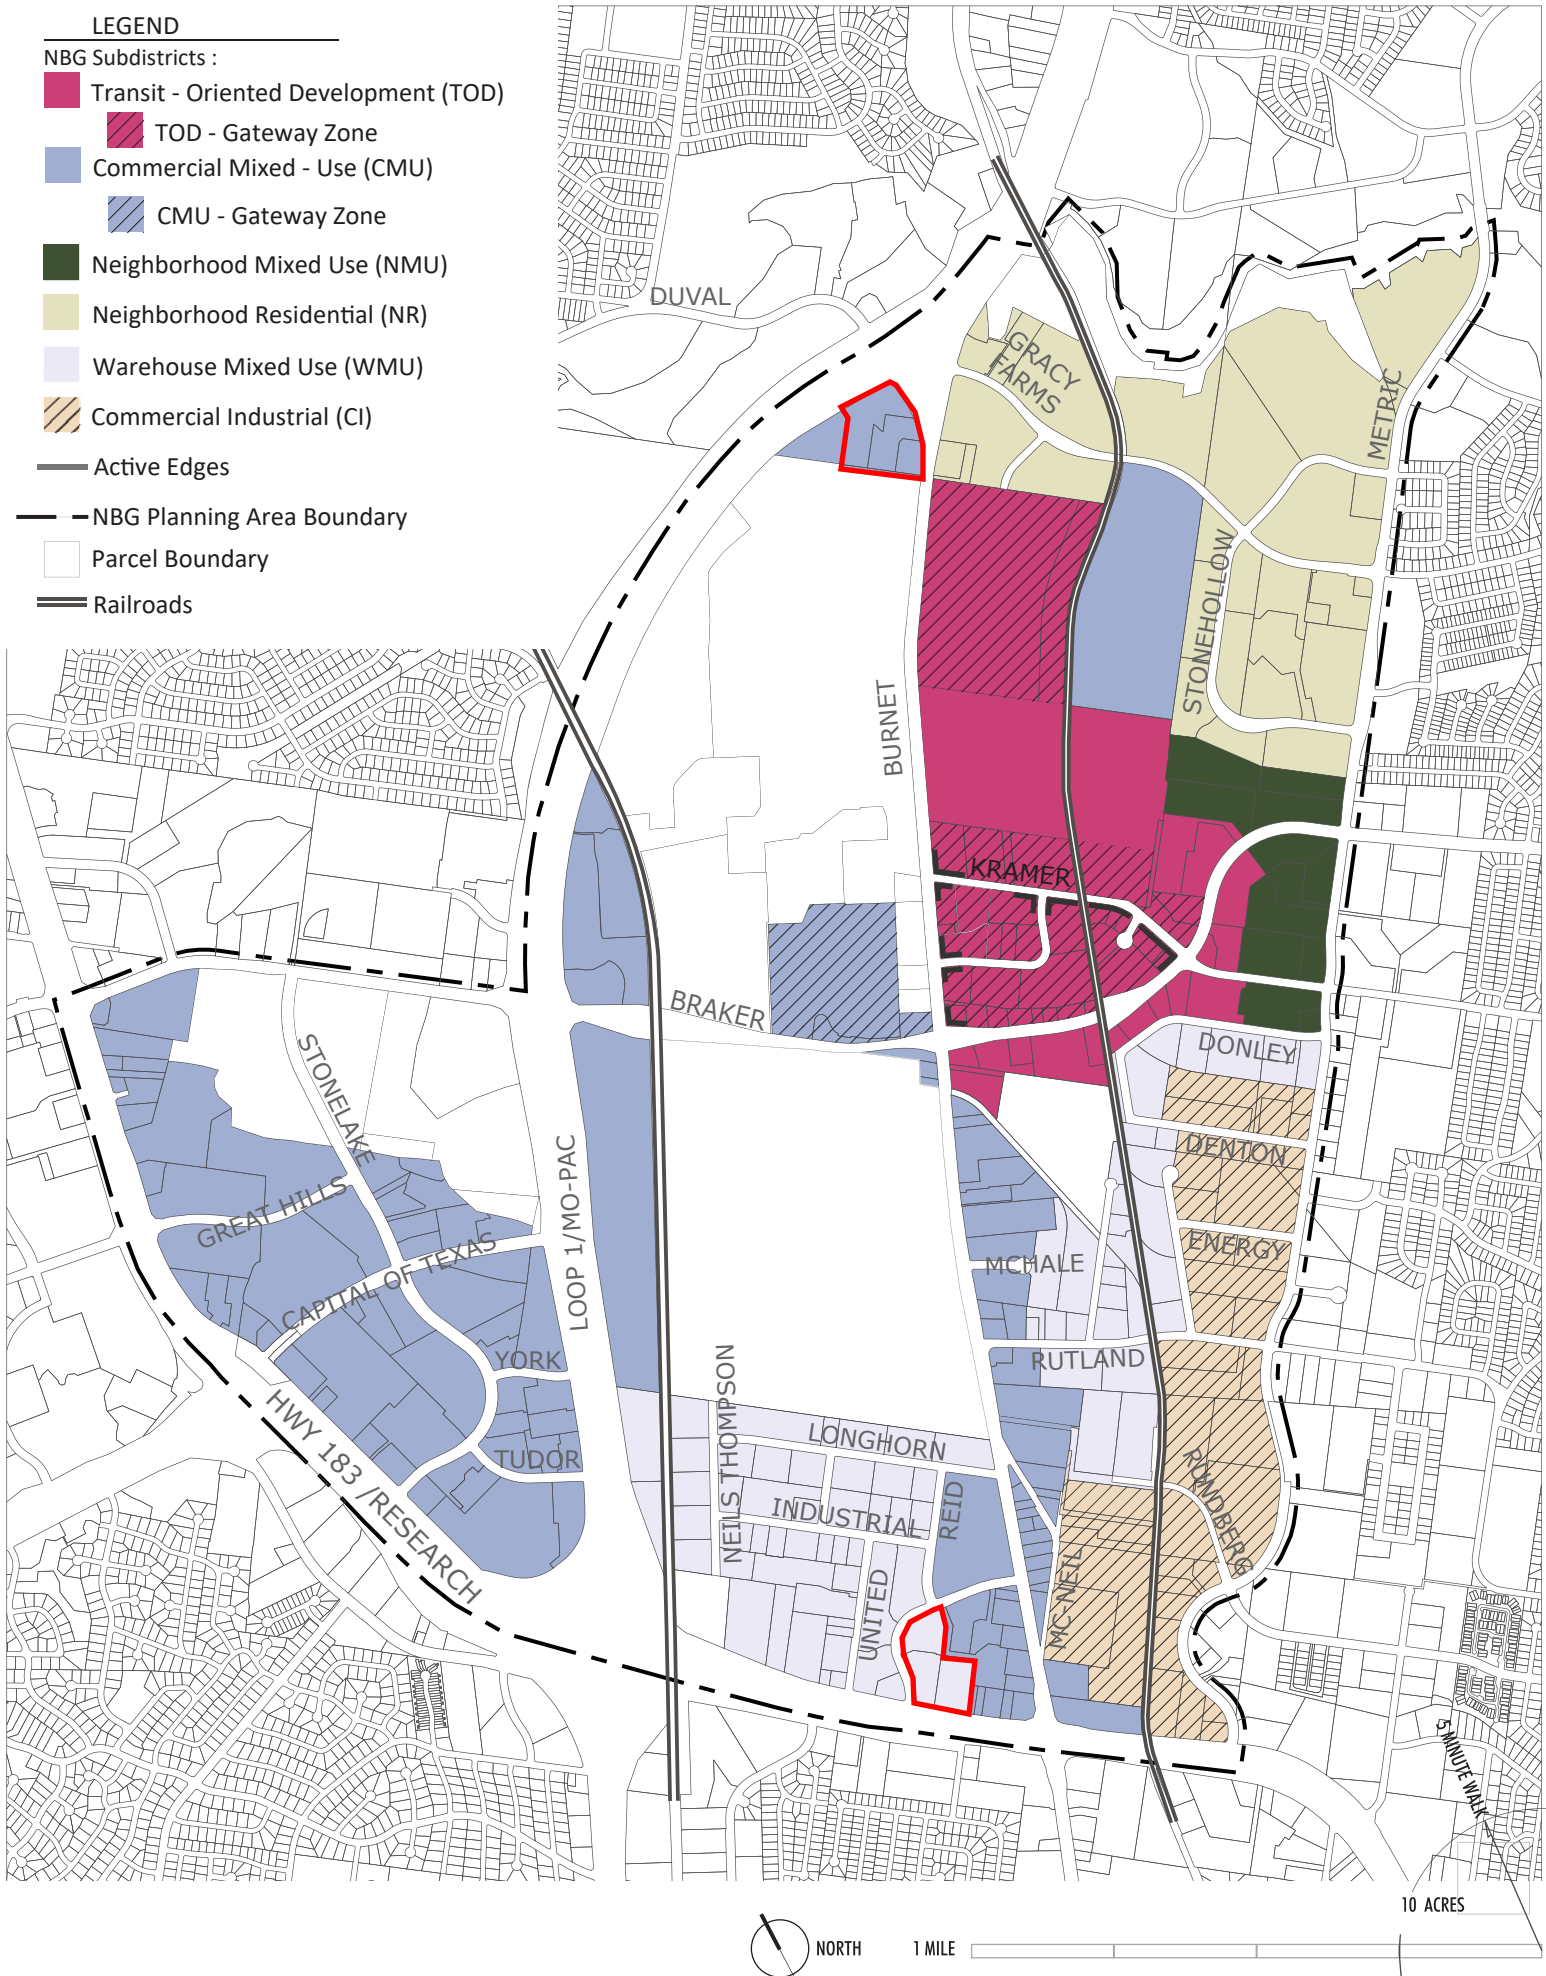 LEGEND
NBG Subdistricts :
Transit - Oriented Development (TOD)
TOD - Gateway Zone
Commercial Mixed - Use (CMU)
CMU - Gateway Zone
Neighborhood Mixed Use (NMU)
Neighborhood Residential (NR)
Warehouse Mixed Use (WMU)
Commercial Industrial (CI)
Active Edges
NBG Planning Area Boundary
Parcel Boundary
Railroads
DUVAL
GRACY
FARMS
METRIC
STONEHOLLOW
BURNET
KRAMER
BRAKER
DONLEY
STONELAKE
DENTON
GREAT HILLS
ENERGY
CAPITAL OF TEXAS
LOOP 1/MO-PAC
MCHALE
YORK
RUTLAND
HWY 183 /RESEARCH
NEILS THOMPSON
LONGHORN
TUDOR
INDUSTRIAL
REID
RUNDBERG
UNITED
MC NEIL
5 MINUTE WALK
10 ACRES
NORTH
1 MILE